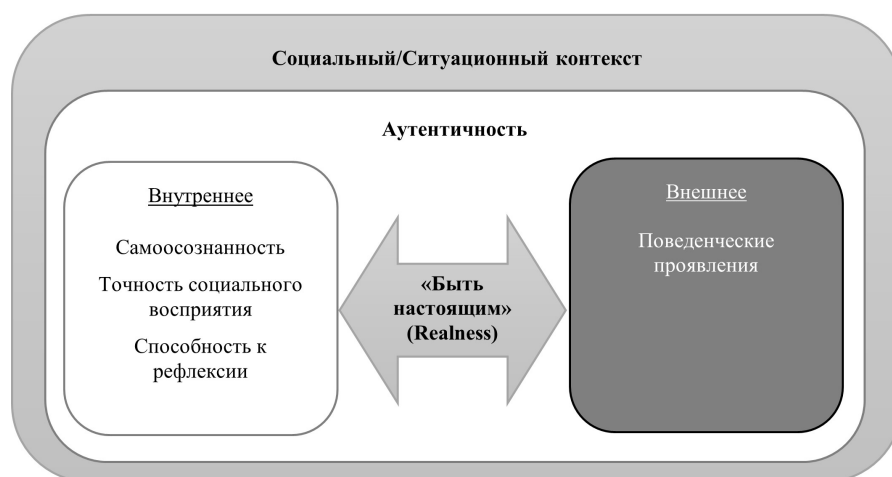 Социальный/Ситуационный контекст
Аутентичность
Внутреннее
Самоосознанность
Точность социального
восприятия
Способность к
рефлексии
«Быть
настоящим»
(Realness)
Внешнее
Поведенческие
проявления